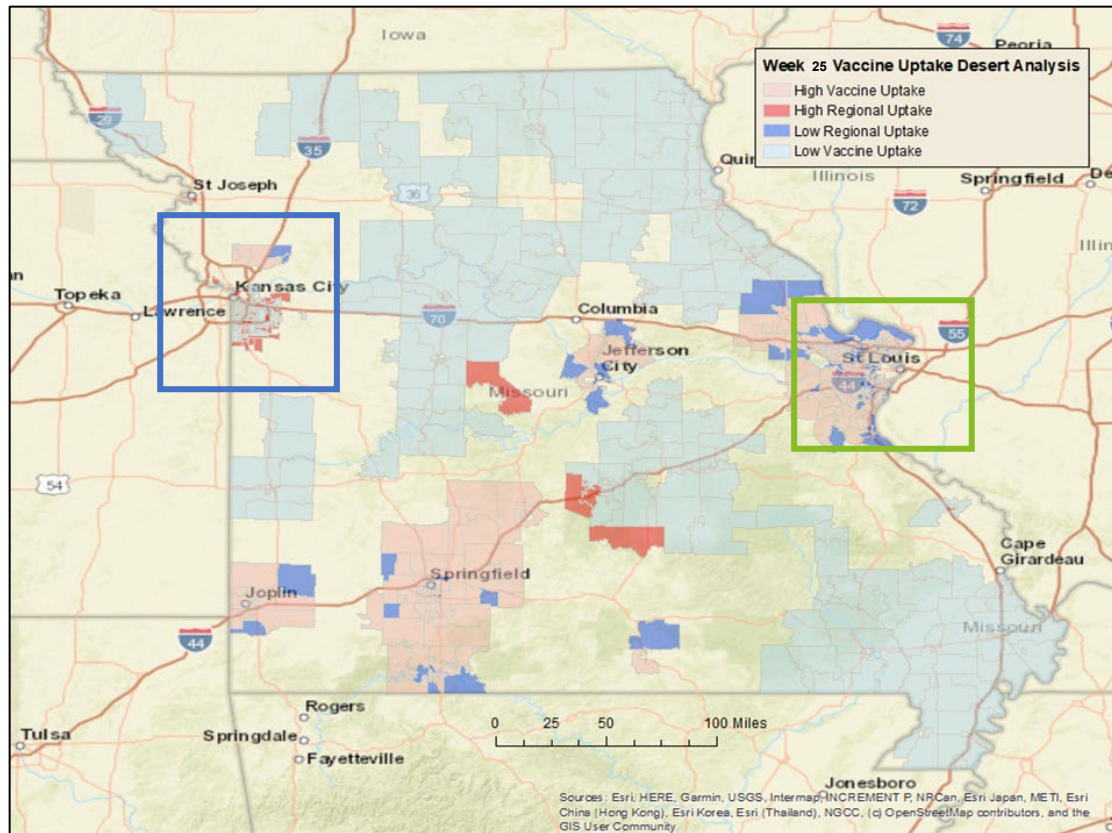 Iowa
74
Peoria
Week 25 Vaccine Uptake Desert Analysis
High Vaccine Uptake
High Regional Uptake
Low Regional Uptake
Low Vaccine Uptake
29
35
St Joseph
36
Quin
Illinois
Springfield
De
72
Illin
an
Topeka
Lawrence
Kansas City
70
Columbia
55
Jefferson
City
St Louis
44
Missouri
54
Cape
Girardeau
Springfield
Joplin
44
Missouri
Rogers
Springdale
Fayetteville
Tulsa
0 25 50 100 Miles
Jonesboro
Sources: Esri, HERE, Garmin, USGS, Intermap, INCREMENT P, NRCan, Esri Japan, METI, Esri
China (Hong Kong), Esri Korea, Esri (Thailand), NGCC, (c) OpenStreetMap contributors, and the
GIS User Community